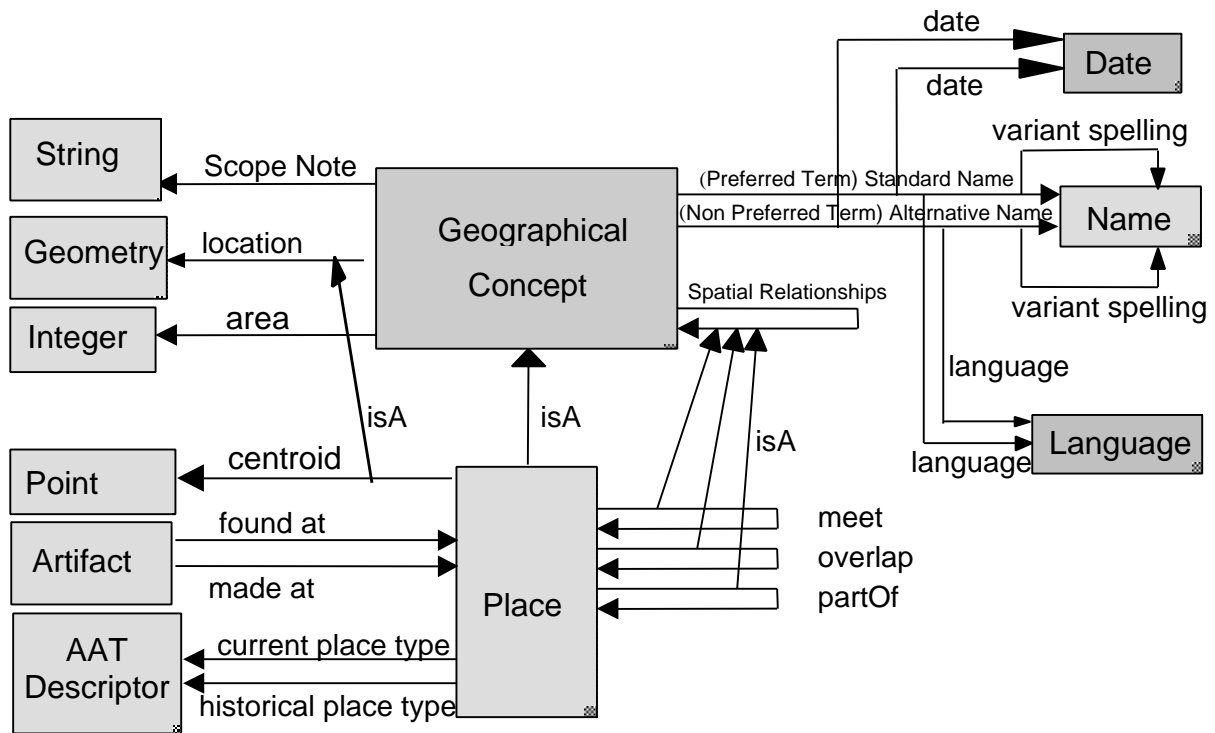 date
Date
date
variant spelling
String
Scope Note
(Preferred Term) Standard Name
Geographical
Concept
(Non Preferred Term) Alternative Name
Name
Geometry
location
Spatial Relationships
variant spelling
Integer
area
language
isA
isA
isA
Language
language
Point
centroid
found at
meet
Artifact
overlap
made at
Place
partOf
AAT
Descriptor
current place type
historical place type